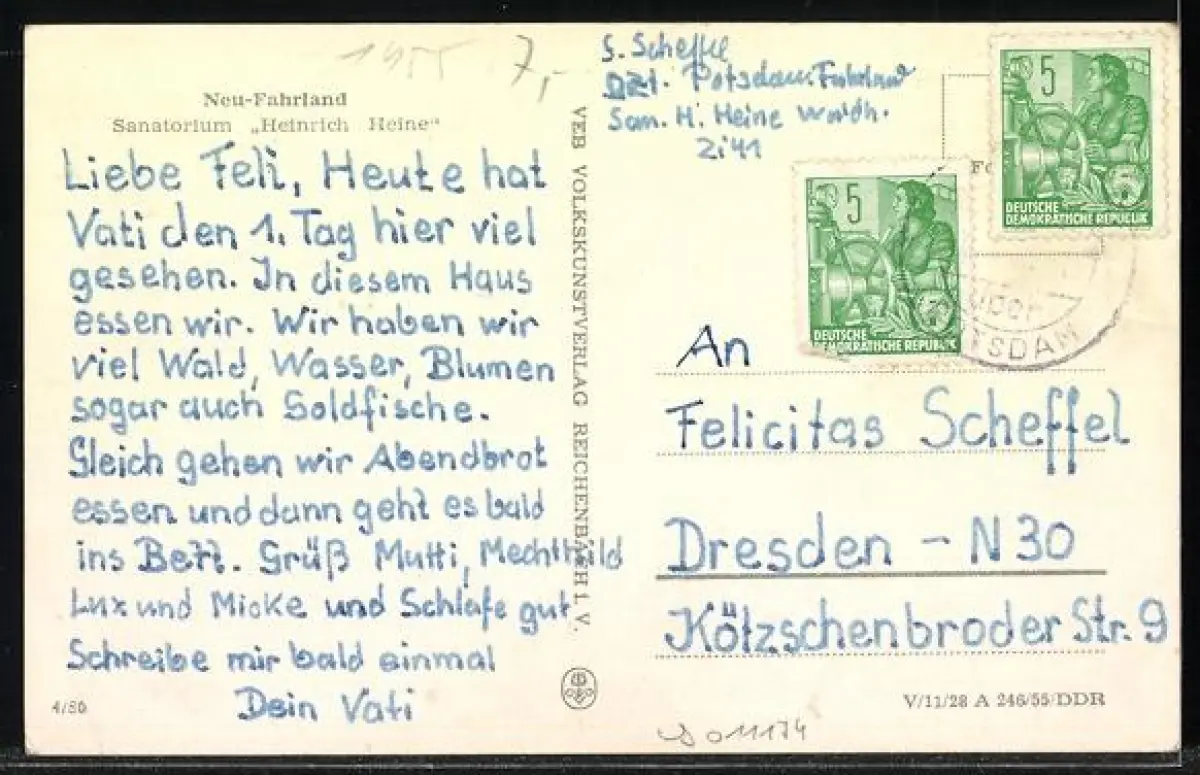 1955 7,-
Neu-Fahrland
Sanatorium „Heinrich Heine"
Liebe Feli, Heute hat
Vati den 1. Tag hier viel
gesehen. In diesem Haus
essen wir. Wir haben wir
viel Wald, Wasser, Blumen
sogar auch Goldfische.
Gleich gehen wir Abendbrot
essen und dann geht es bald
ins Bett. Grüß Mutti, Mechthild
Lux und Micke und Schlafe gut
Schreibe mir bald einmal
Dein Vati
4/80
VEB VOLKSKUNSTVERLAG REICHENBACH i. V.
S. Scheffel
Potsdam Fahrland
San. H. Heine Waldh.
Zi 41
5
DEUTSCHE
DEMOKRATISCHE REPUBLIK
5
DEUTSCHE
DEMOKRATISCHE REPUBLIK
über
POTSDAM
An
Felicitas Scheffel
Dresden - N 30
Kötzschenbroder Str. 9
V/11/28 A 246/55/DDR
011174